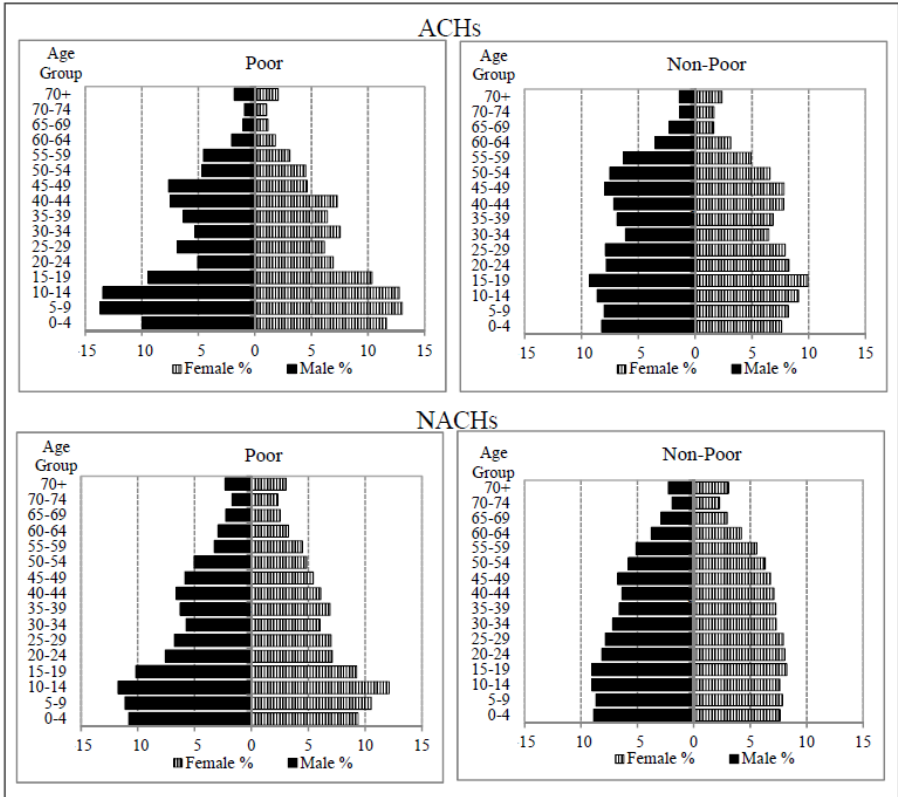 ACHs
Age
Group
Poor
70+
70-74
65-69
60-64
55-59
50-54
45-49
40-44
35-39
30-34
25-29
20-24
15-19
10-14
5-9
0-4
15 10 5 0 5 10 15
Female % Male %
Age
Group
Non-Poor
70+
70-74
65-69
60-64
55-59
50-54
45-49
40-44
35-39
30-34
25-29
20-24
15-19
10-14
5-9
0-4
15 10 5 0 5 10 15
Female % Male %
NACHs
Age
Group
Poor
70+
70-74
65-69
60-64
55-59
50-54
45-49
40-44
35-39
30-34
25-29
20-24
15-19
10-14
5-9
0-4
15 10 5 0 5 10 15
Female % Male %
Age
Group
Non-Poor
70+
70-74
65-69
60-64
55-59
50-54
45-49
40-44
35-39
30-34
25-29
20-24
15-19
10-14
5-9
0-4
15 10 5 0 5 10 15
Female % Male %